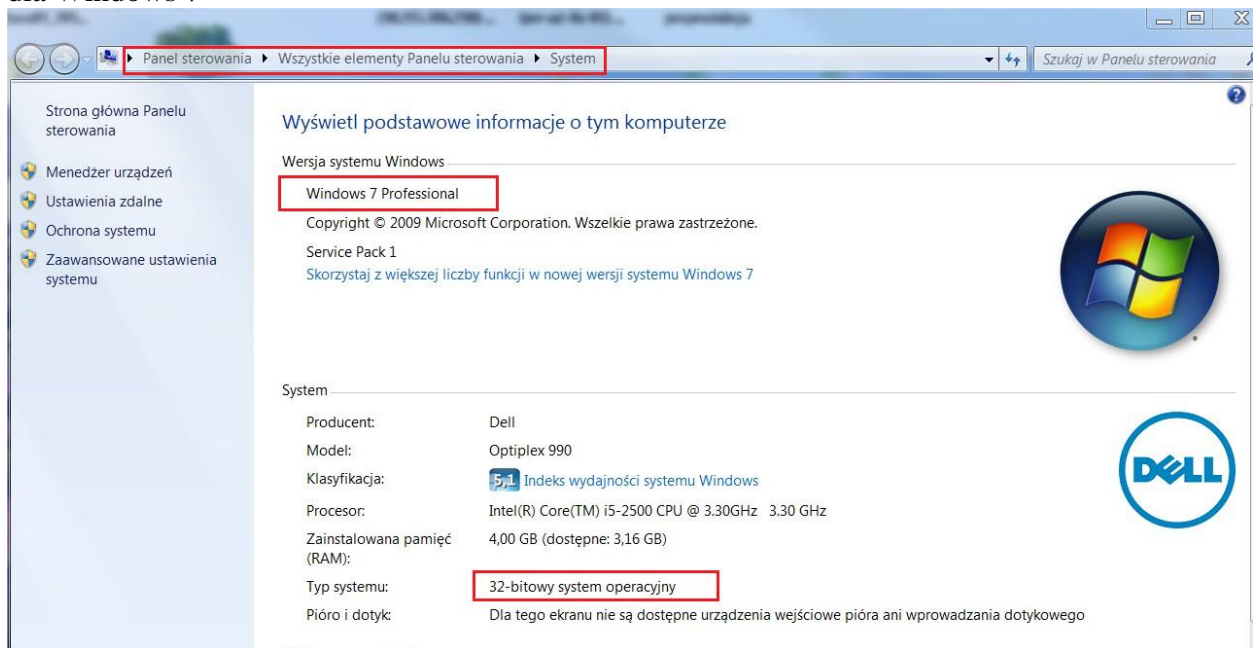 dla Windows :
Panel sterowania ▸ Wszystkie elementy Panelu sterowania ▸ System
Szukaj w Panelu sterowania
Strona główna Panelu
sterowania
Menedżer urządzeń
Ustawienia zdalne
Ochrona systemu
Zaawansowane ustawienia
systemu
Wyświetl podstawowe informacje o tym komputerze
Wersja systemu Windows
Windows 7 Professional
Copyright © 2009 Microsoft Corporation. Wszelkie prawa zastrzeżone.
Service Pack 1
Skorzystaj z większej liczby funkcji w nowej wersji systemu Windows 7
System
Producent: Dell
Model: Optiplex 990
Klasyfikacja: 5,1 Indeks wydajności systemu Windows
Procesor: Intel(R) Core(TM) i5-2500 CPU @ 3.30GHz 3.30 GHz
Zainstalowana pamięć 4,00 GB (dostępne: 3,16 GB)
(RAM):
Typ systemu: 32-bitowy system operacyjny
Pióro i dotyk: Dla tego ekranu nie są dostępne urządzenia wejściowe pióra ani wprowadzania dotykowego
DELL